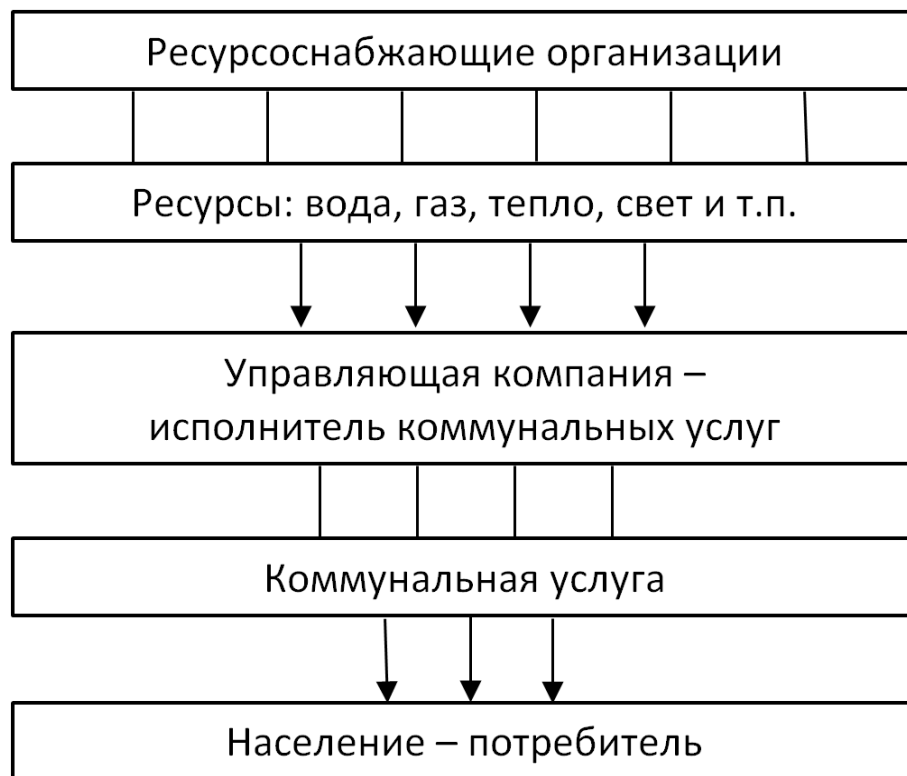 Ресурсоснабжающие организации
Ресурсы: вода, газ, тепло, свет и т.п.
Управляющая компания –
исполнитель коммунальных услуг
Коммунальная услуга
Население – потребитель